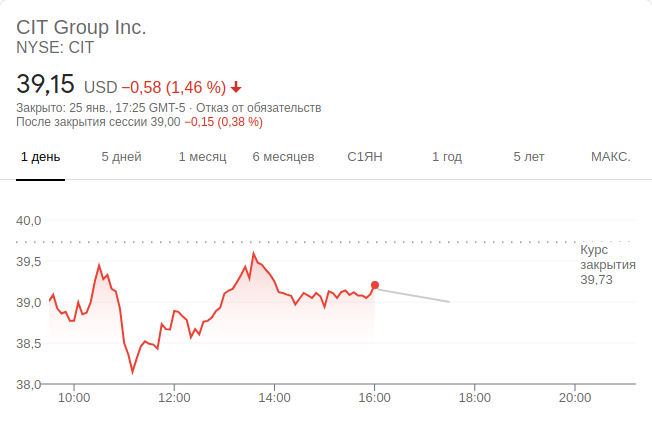 CIT Group Inc.
NYSE: CIT
39,15 USD −0,58 (1,46 %)
Закрыто: 25 янв., 17:25 GMT-5 · Отказ от обязательств
После закрытия сессии 39,00 −0,15 (0,38 %)
1 день 5 дней 1 месяц 6 месяцев С1ЯН 1 год 5 лет МАКС.
40,0
Курс
закрытия
39,73
39,5
39,0
38,5
38,0
10:00 12:00 14:00 16:00 18:00 20:00